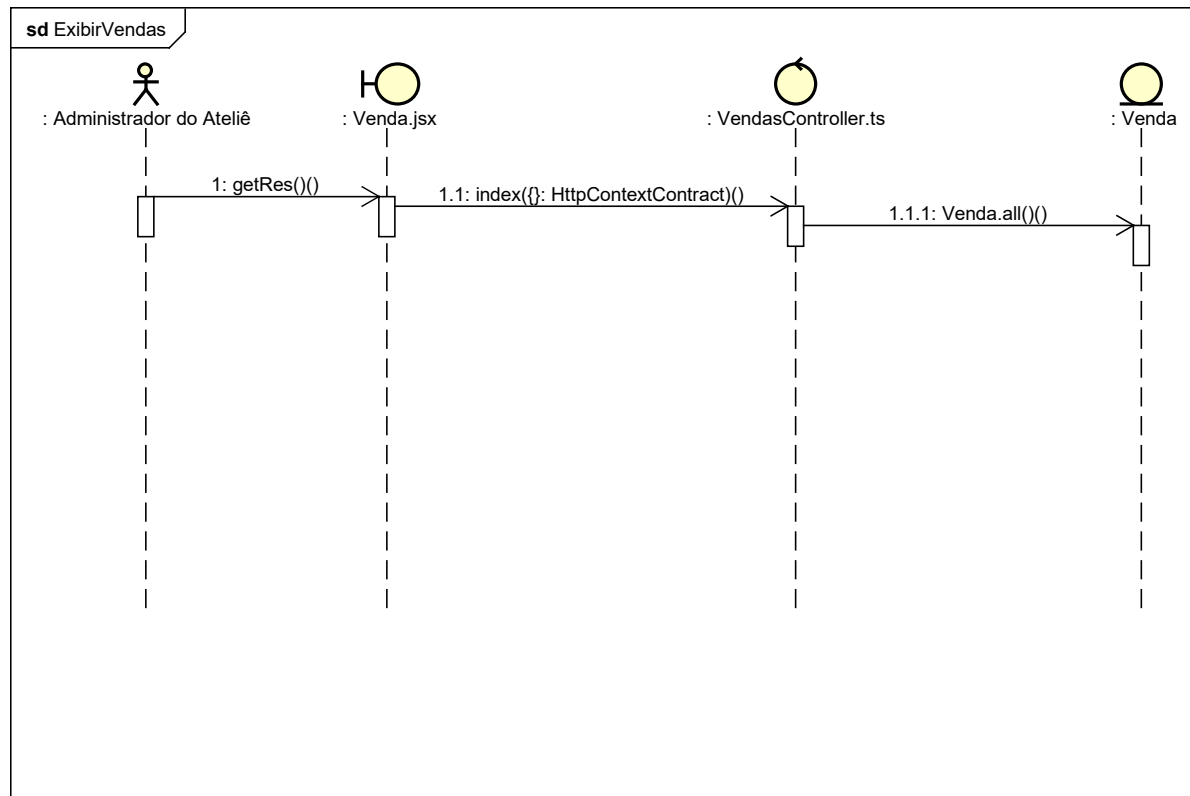 sd ExibirVendas
: Administrador do Ateliê
: Venda.jsx
: VendasController.ts
: Venda
1: getRes()()
1.1: index({}: HttpContextContract)()
1.1.1: Venda.all()()